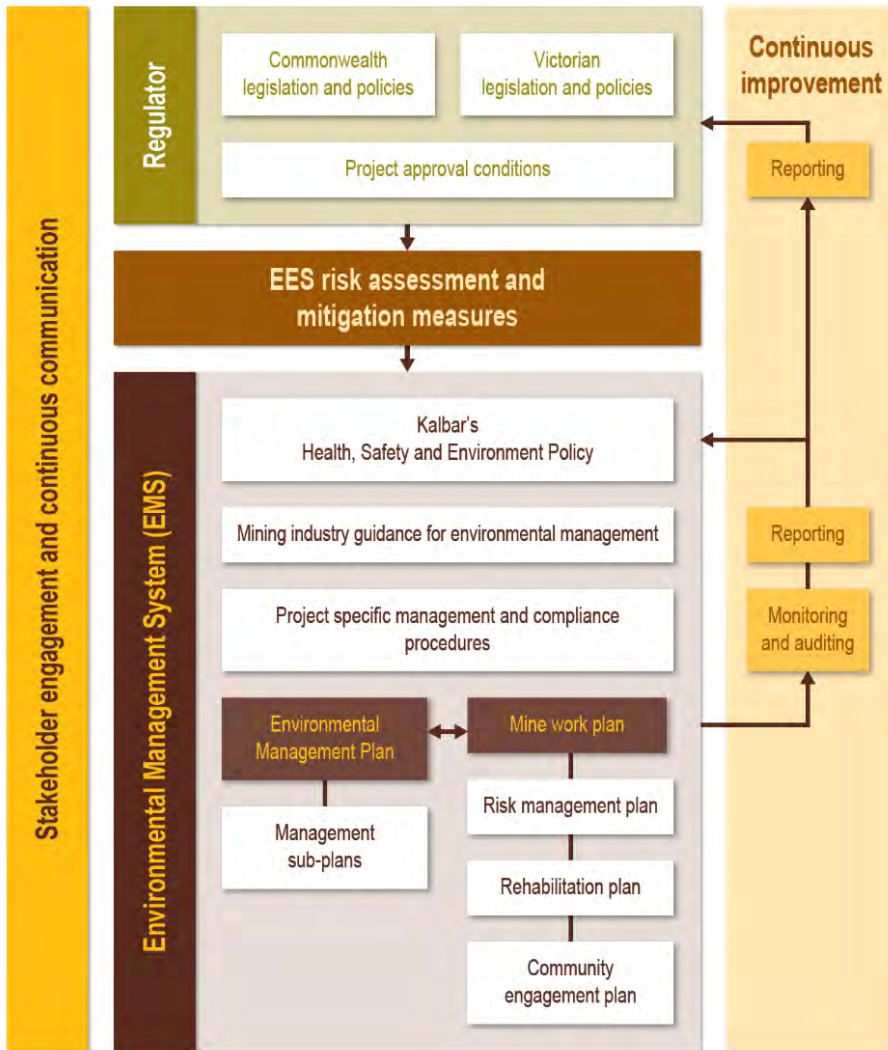 Stakeholder engagement and continuous communication
Regulator
Commonwealth
legislation and policies
Victorian
legislation and policies
Project approval conditions
EES risk assessment and
mitigation measures
Environmental Management System (EMS)
Kalbar's
Health, Safety and Environment Policy
Mining industry guidance for environmental management
Project specific management and compliance
procedures
Environmental
Management Plan
Mine work plan
Management
sub-plans
Risk management plan
Rehabilitation plan
Community
engagement plan
Continuous
improvement
Reporting
Reporting
Monitoring
and auditing